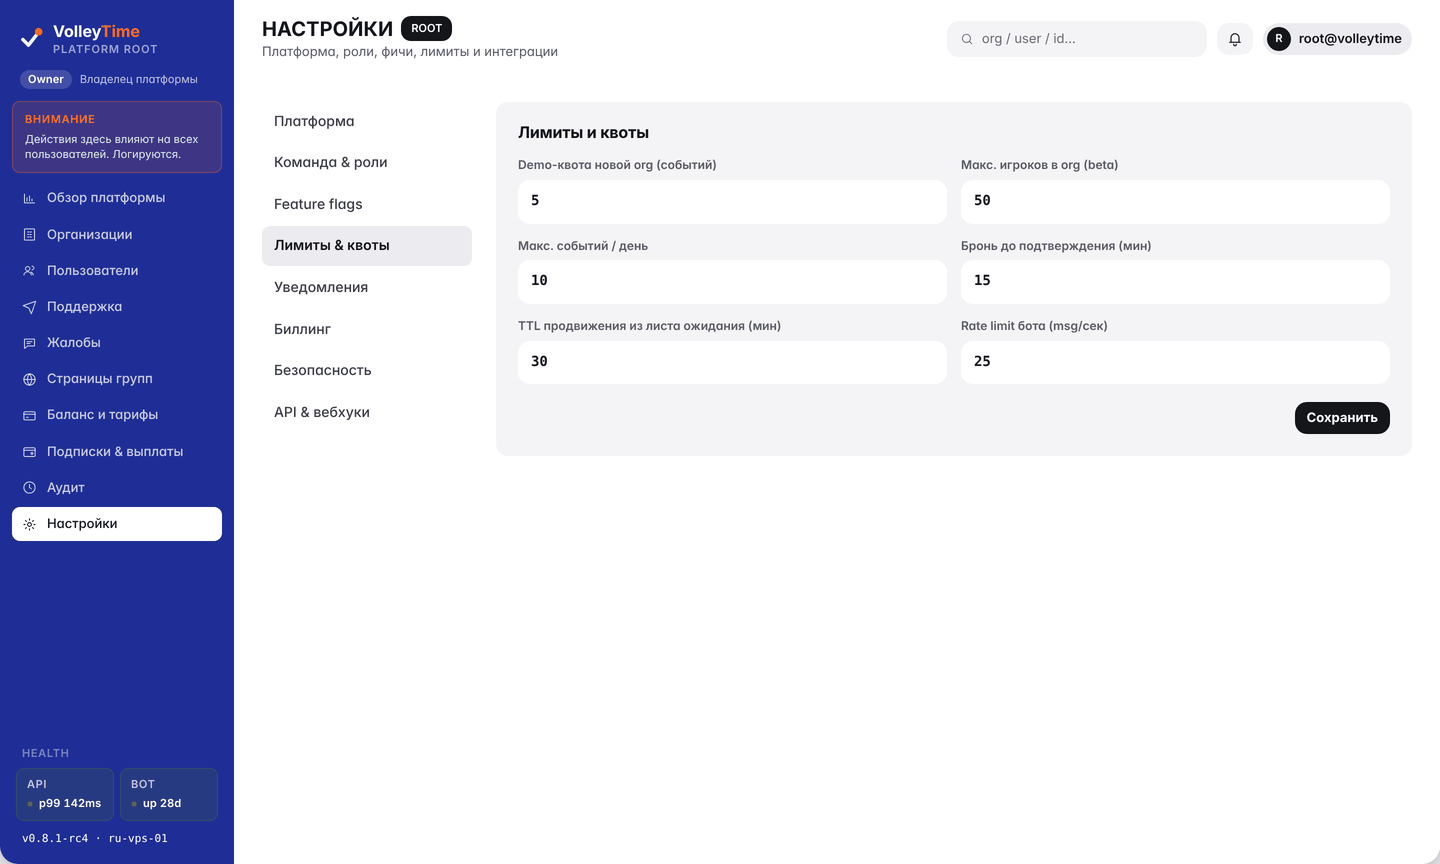 VolleyTime
PLATFORM ROOT
Owner
Владелец платформы
ВНИМАНИЕ
Действия здесь влияют на всех
пользователей. Логируются.
Обзор платформы
Организации
Пользователи
Поддержка
Жалобы
Страницы групп
Баланс и тарифы
Подписки & выплаты
Аудит
Настройки
HEALTH
API
p99 142ms
BOT
up 28d
v0.8.1-rc4 · ru-vps-01
НАСТРОЙКИ
ROOT
Платформа, роли, фичи, лимиты и интеграции
org / user / id...
R
root@volleytime
Платформа
Команда & роли
Feature flags
Лимиты & квоты
Уведомления
Биллинг
Безопасность
API & вебхуки
Лимиты и квоты
Demo-квота новой org (событий)
5
Макс. игроков в org (beta)
50
Макс. событий / день
10
Бронь до подтверждения (мин)
15
TTL продвижения из листа ожидания (мин)
30
Rate limit бота (msg/сек)
25
Сохранить